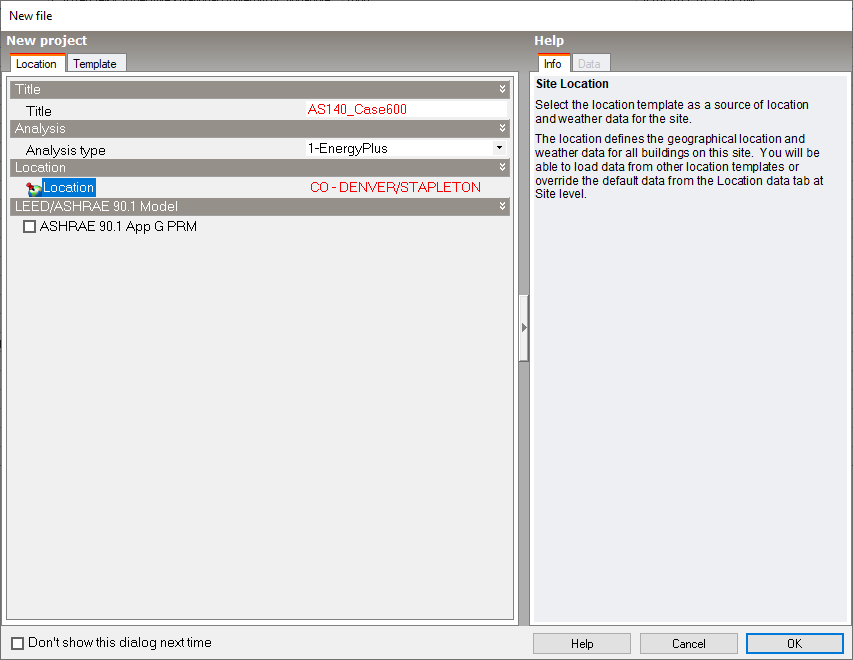 New file
New project
Location
Template
Title
Title
AS140_Case600
Analysis
Analysis type
1-EnergyPlus
Location
Location
CO - DENVER/STAPLETON
LEED/ASHRAE 90.1 Model
ASHRAE 90.1 App G PRM
Help
Info
Data
Site Location
Select the location template as a source of location
and weather data for the site.
The location defines the geographical location and
weather data for all buildings on this site. You will be
able to load data from other location templates or
override the default data from the Location data tab at
Site level.
Don't show this dialog next time
Help
Cancel
OK